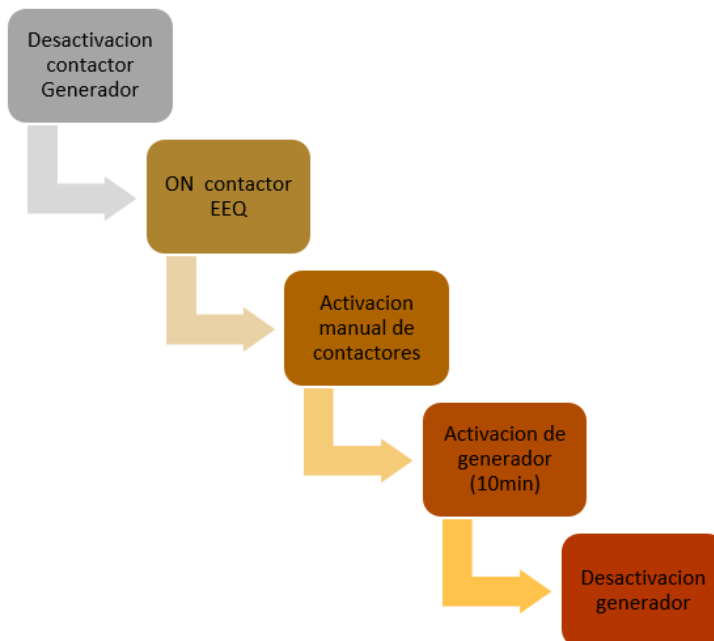 Desactivacion
contactor
Generador
ON contactor
EEQ
Activacion
manual de
contactores
Activacion de
generador
(10min)
Desactivacion
generador